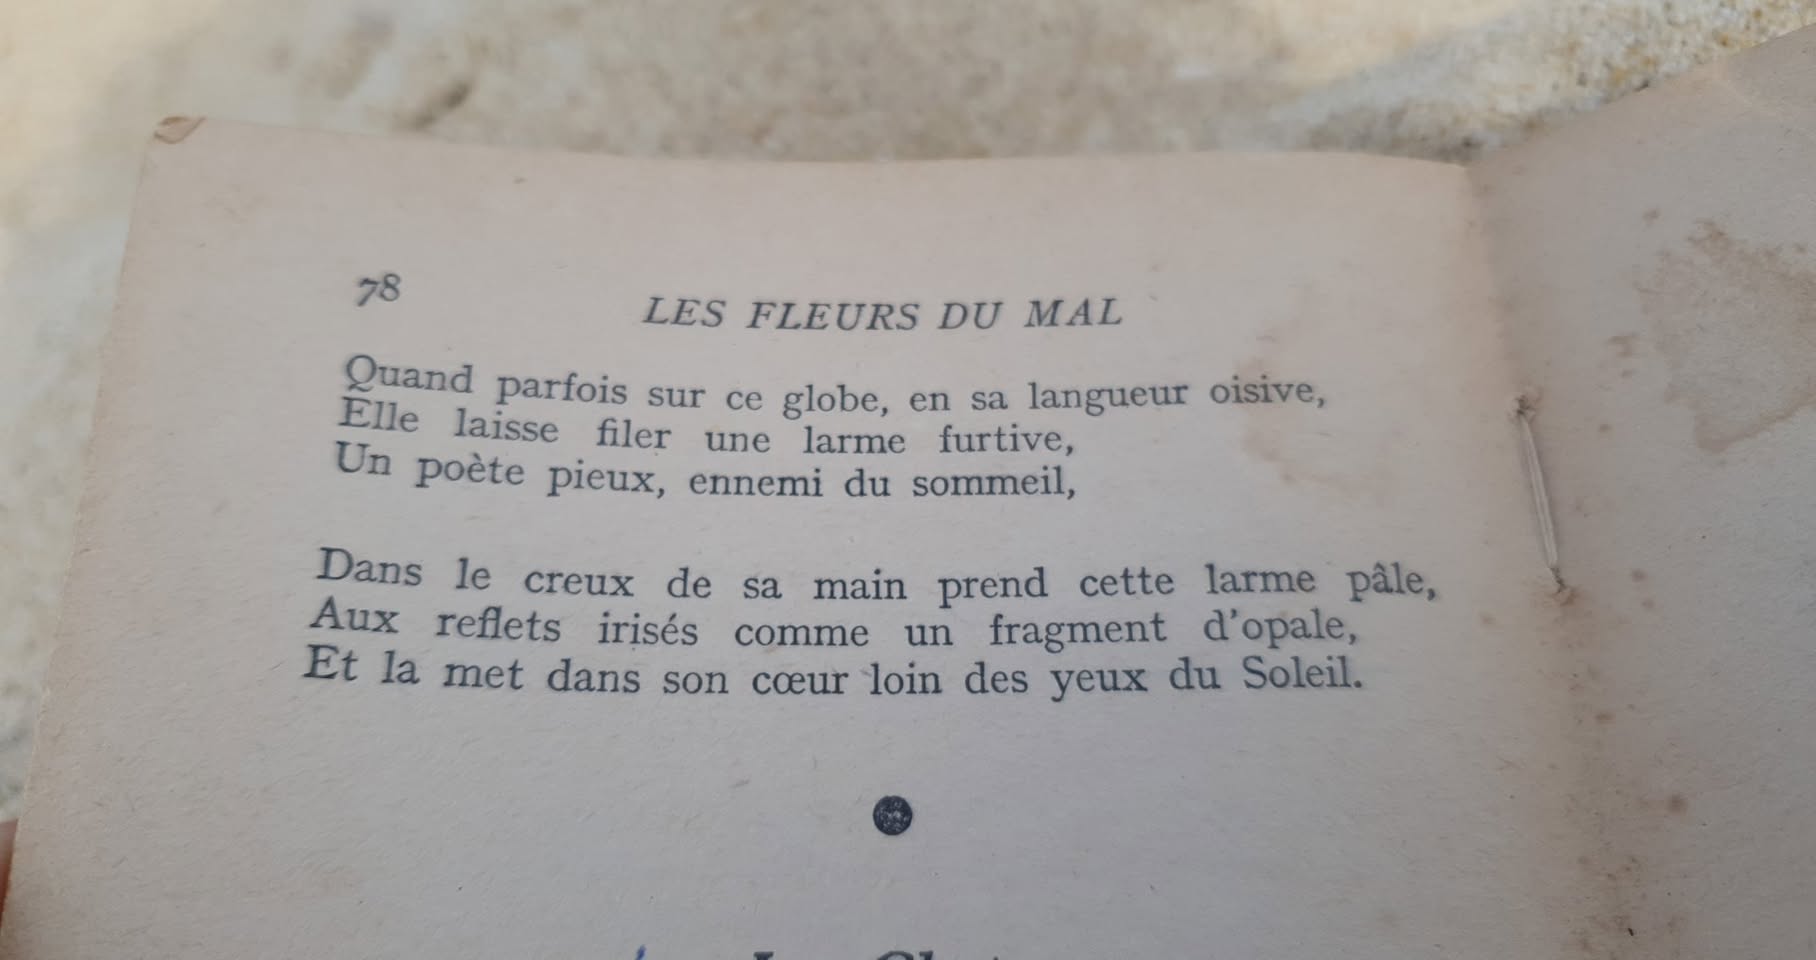 78
LES FLEURS DU MAL
Quand parfois sur ce globe, en sa langueur oisive,
Elle laisse filer une larme furtive,
Un poète pieux, ennemi du sommeil,
Dans le creux de sa main prend cette larme pâle,
Aux reflets irisés comme un fragment d'opale,
Et la met dans son cœur loin des yeux du Soleil.